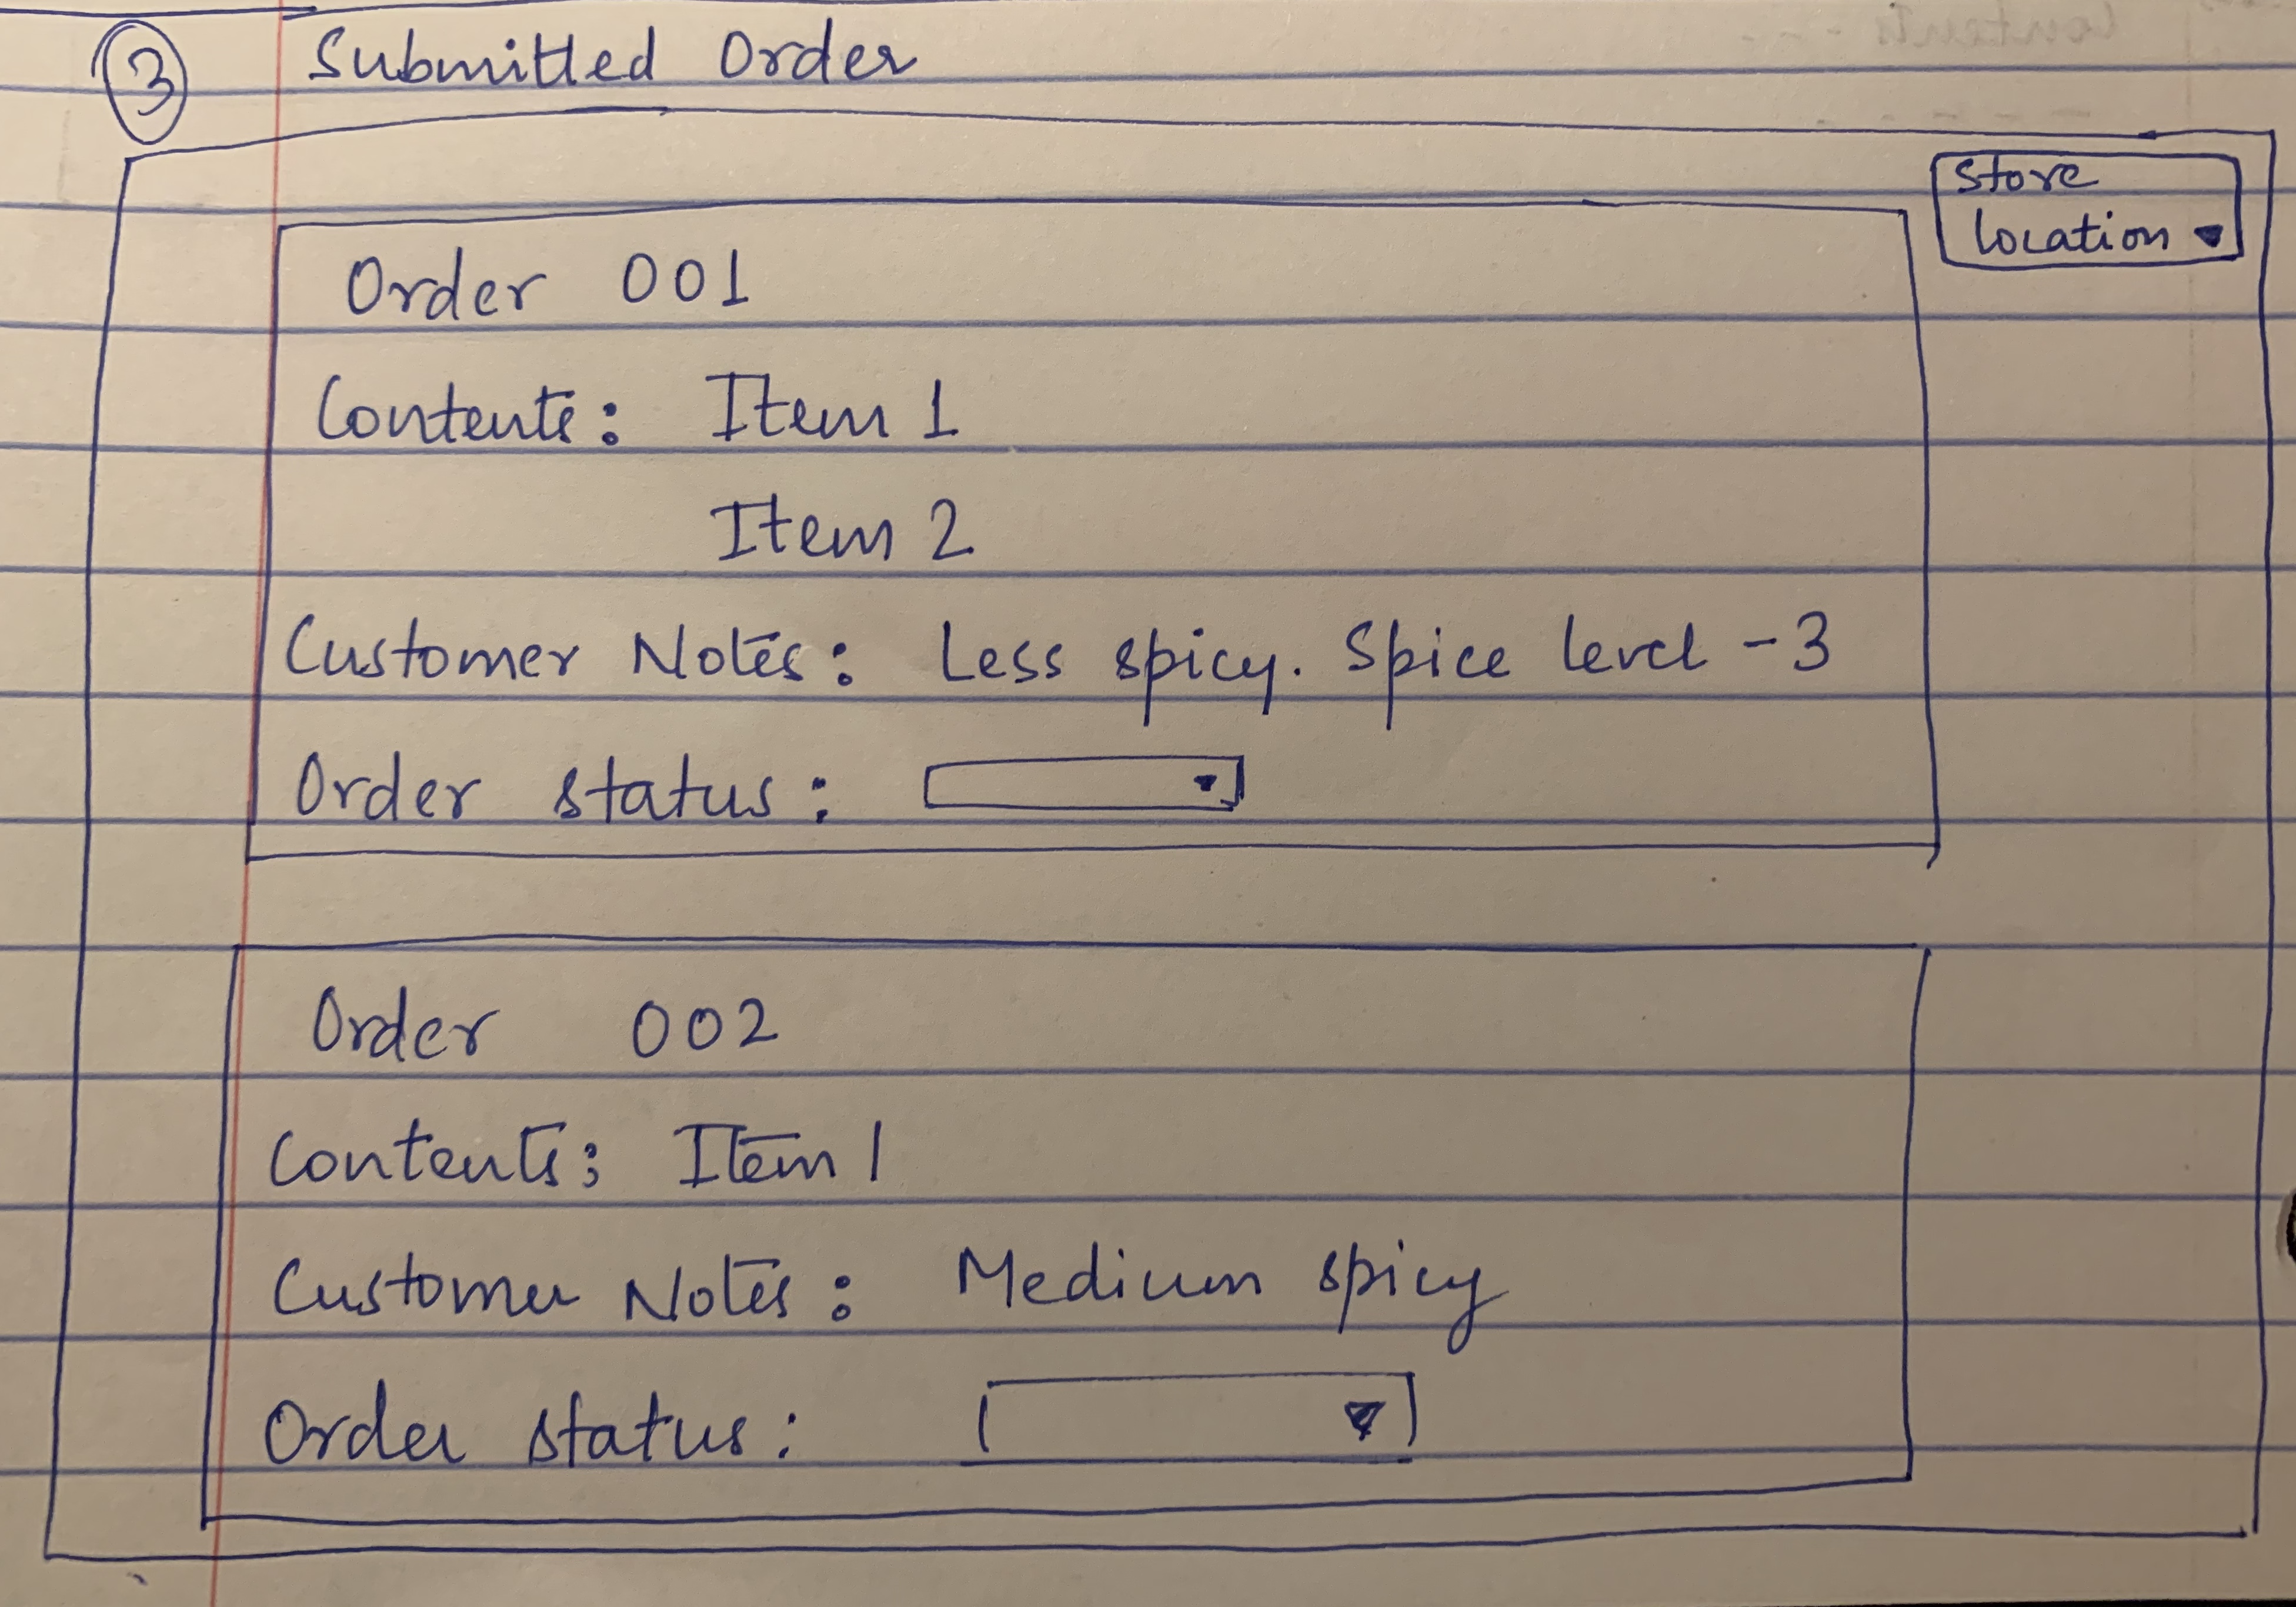 3 Submitted Order
Store
location
Order 001
Contents: Item 1
Item 2
Customer Notes: Less spicy. Spice level - 3
Order status:
Order 002
Contents: Item 1
Customer Notes: Medium spicy
Order status: